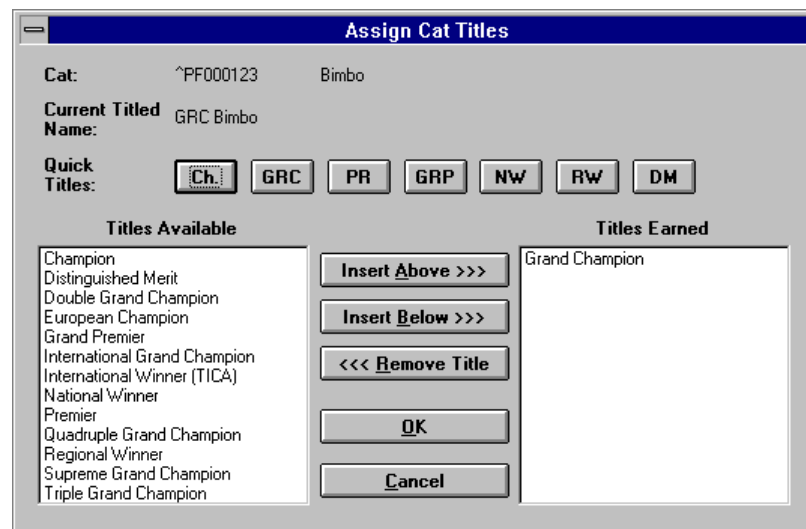 Assign Cat Titles
Cat: ^PF000123 Bimbo
Current Titled
Name: GRC Bimbo
Quick
Titles: Ch. GRC PR GRP NW RW DM
Titles Available
Champion
Distinguished Merit
Double Grand Champion
European Champion
Grand Premier
International Grand Champion
International Winner (TICA)
National Winner
Premier
Quadruple Grand Champion
Regional Winner
Supreme Grand Champion
Triple Grand Champion
Insert Above >>>
Insert Below >>>
<<< Remove Title
OK
Cancel
Titles Earned
Grand Champion